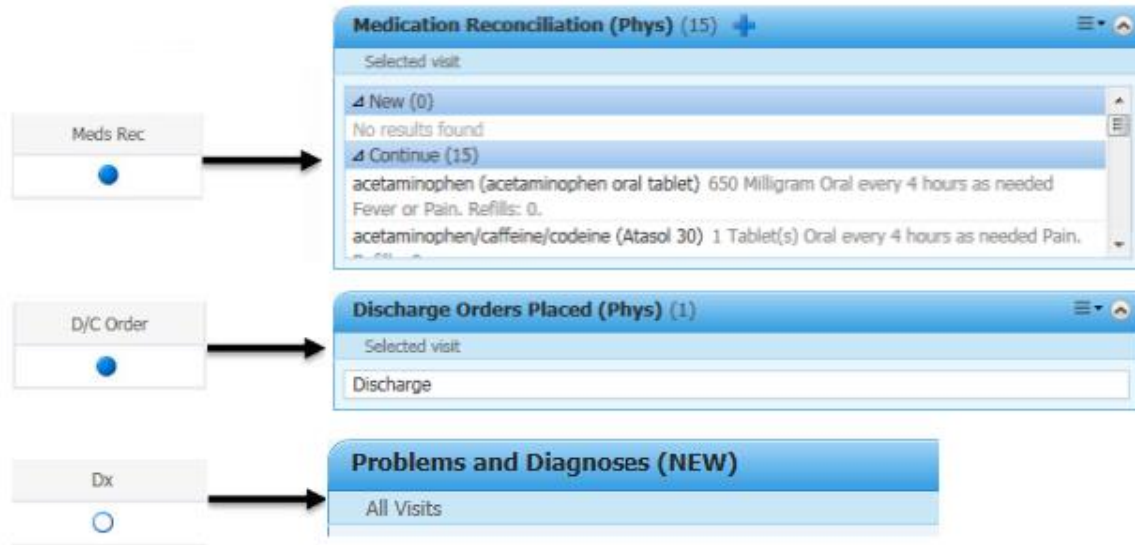 Medication Reconciliation (Phys) (15)
Selected visit
New (0)
No results found
Meds Rec
Continue (15)
acetaminophen (acetaminophen oral tablet) 650 Milligram Oral every 4 hours as needed
Fever or Pain. Refills: 0.
acetaminophen/caffeine/codeine (Atasol 30) 1 Tablet(s) Oral every 4 hours as needed Pain.
Discharge Orders Placed (Phys) (1)
D/C Order
Selected visit
Discharge
Problems and Diagnoses (NEW)
Dx
All Visits